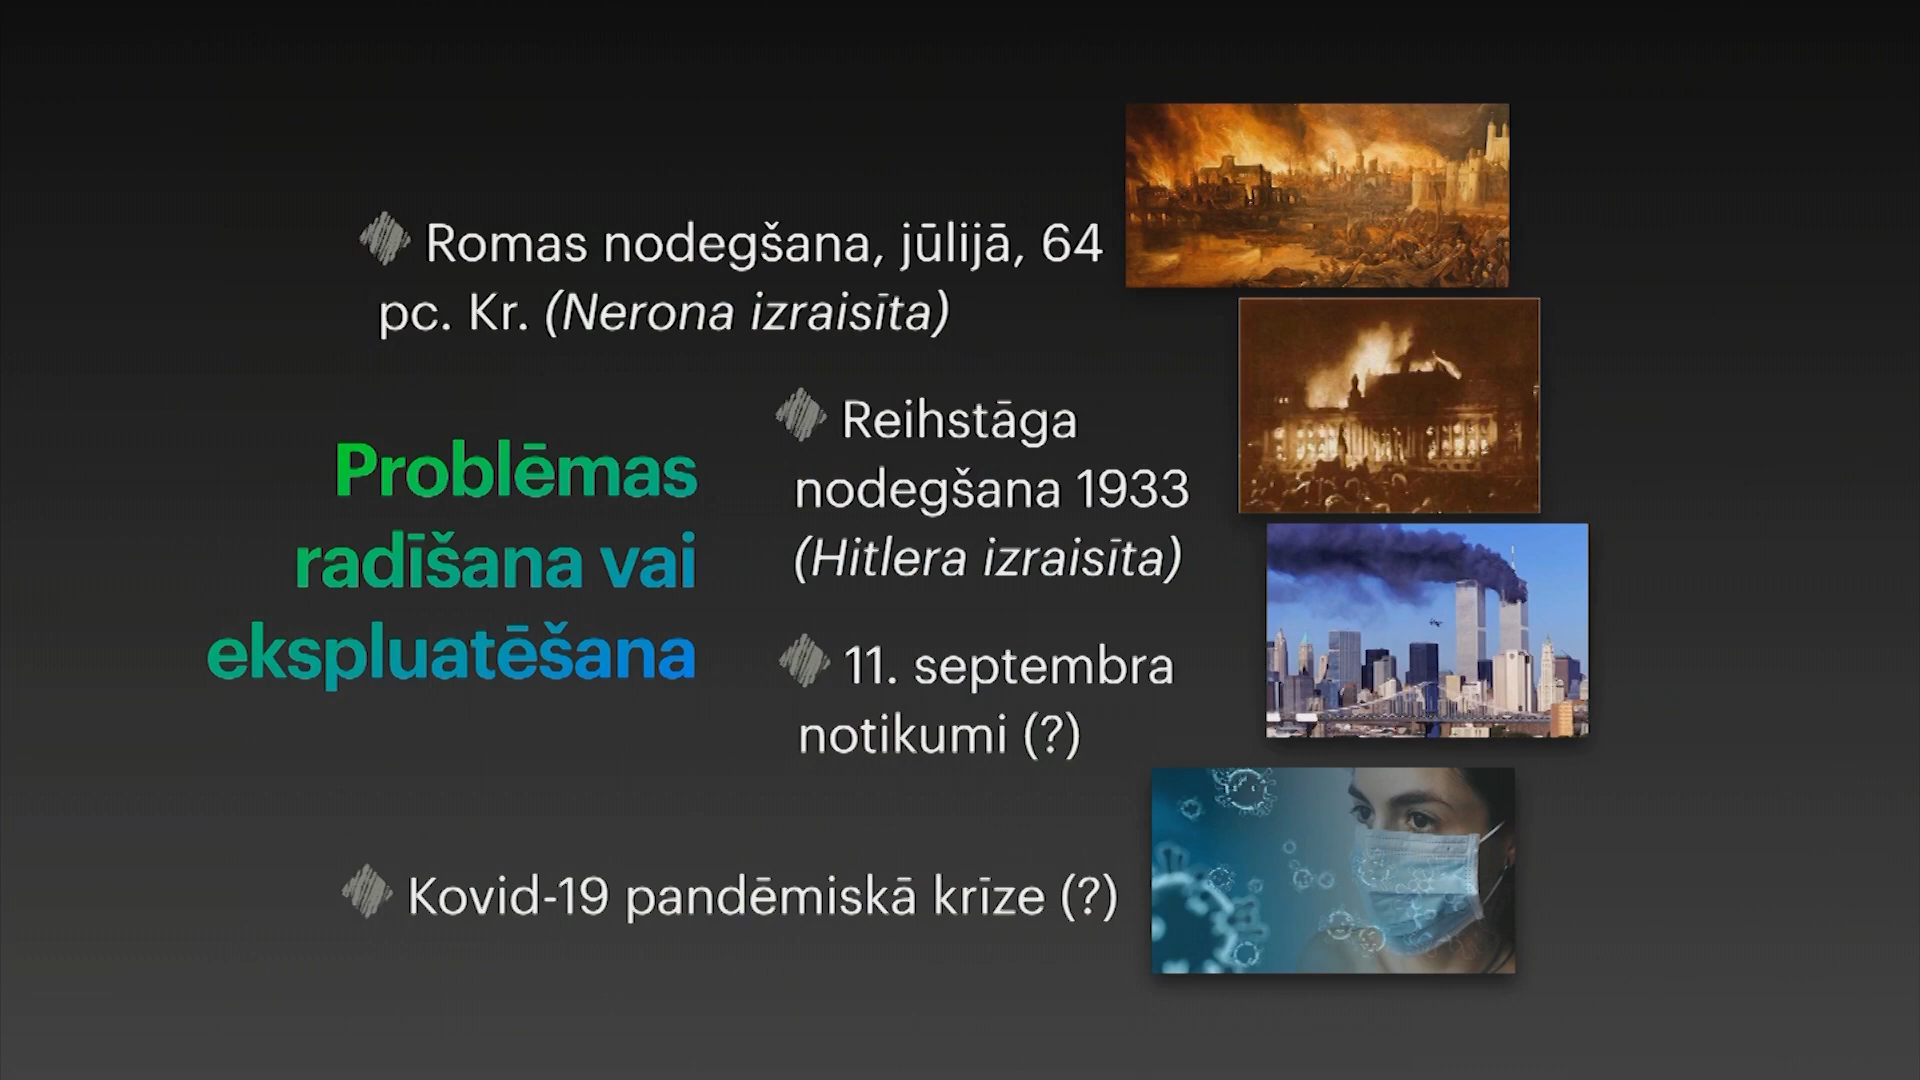 Romas nodegšana, jūlijā, 64
pc. Kr. (Nerona izraisīta)
Problēmas
radīšana vai
ekspluatēšana
Reihstāga
nodegšana 1933
(Hitlera izraisīta)
11. septembra
notikumi (?)
Kovid-19 pandēmiskā krīze (?)